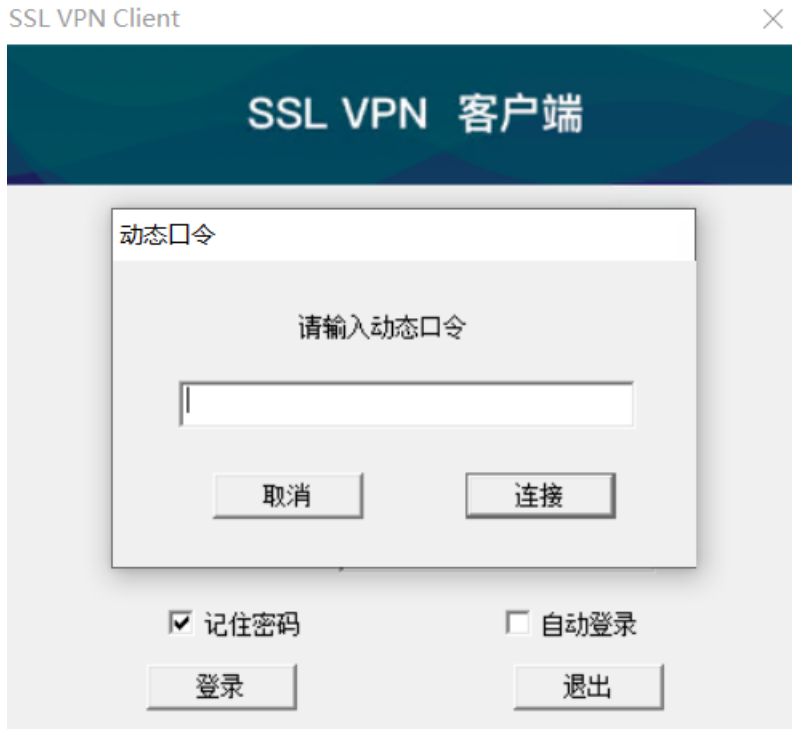 SSL VPN Client
SSL VPN 客户端
动态口令
请输入动态口令
取消 连接
记住密码 自动登录
登录 退出